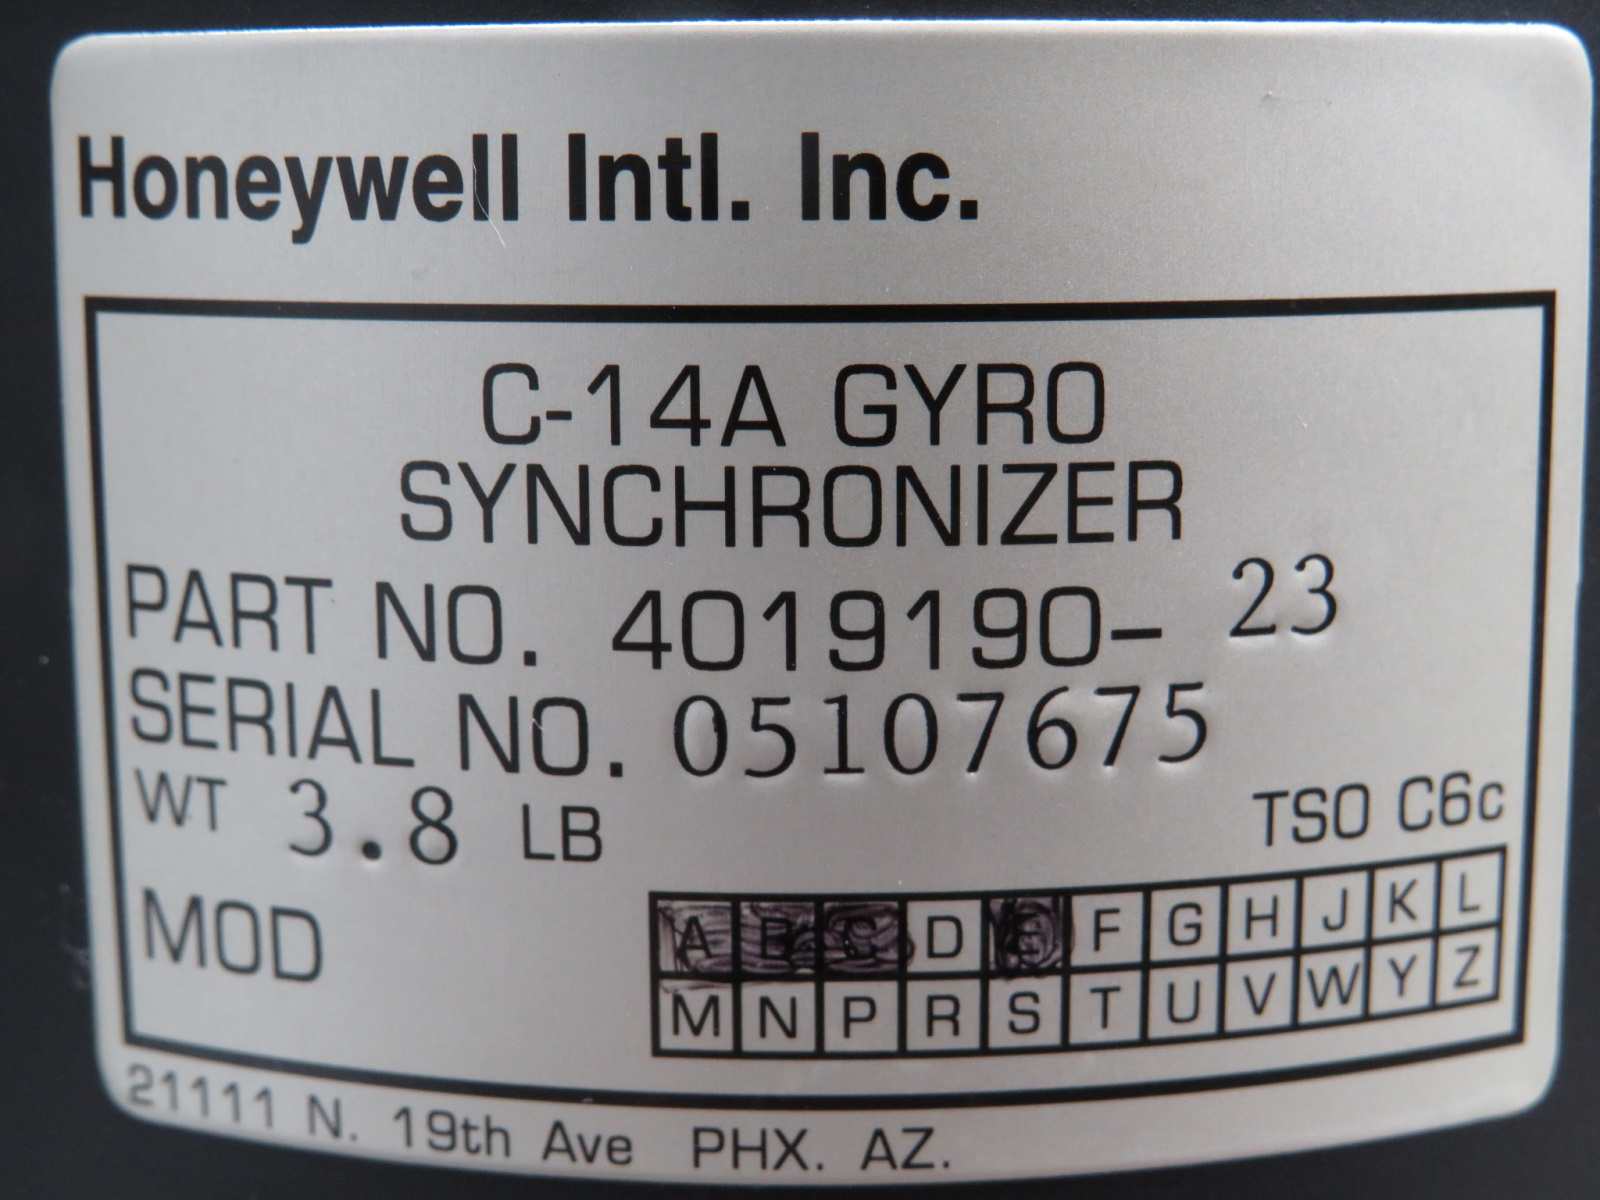 Honeywell Intl. Inc.
C-14A GYRO
SYNCHRONIZER
PART NO. 4019190- 23
SERIAL NO. 05107675
WT 3.8 LB
TSO C6c
MOD
A B C D E F G H J K L
M N P R S T U V W Y Z
21111 N. 19th Ave PHX. AZ.